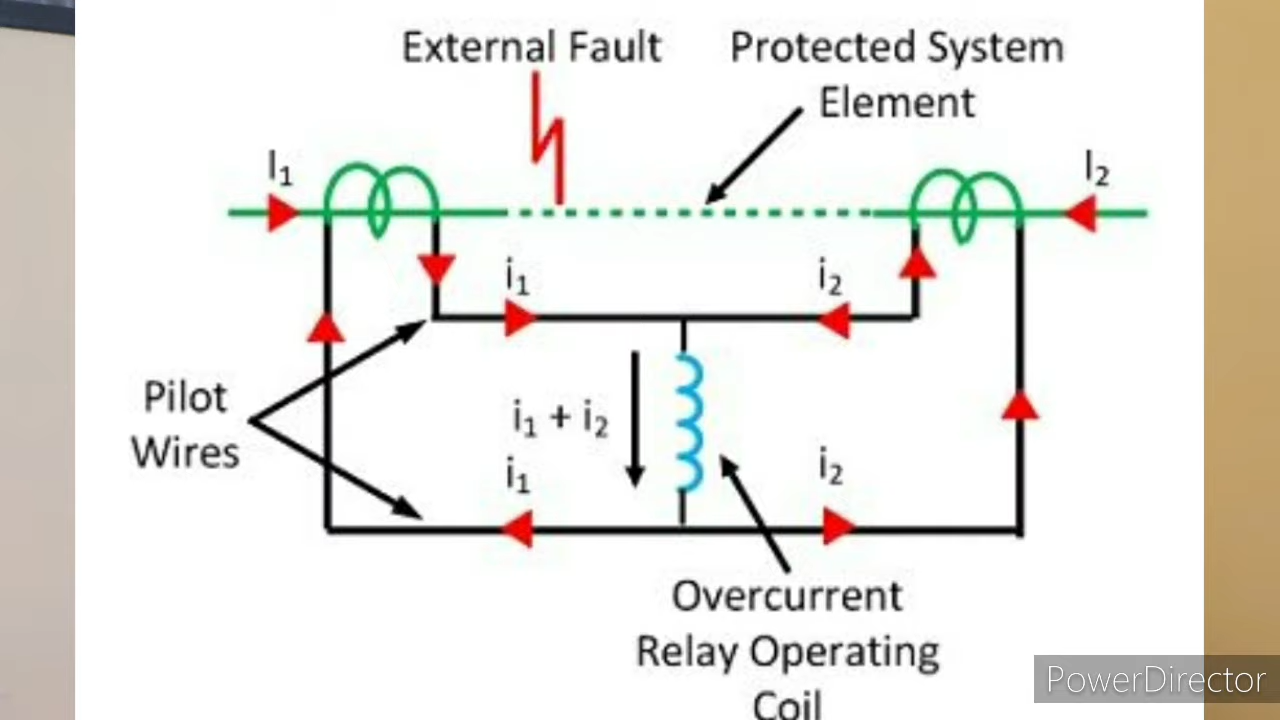 External Fault
Protected System
Element
I₁
I₂
i₁
i₂
Pilot
Wires
i₁ + i₂
i₁
i₂
Overcurrent
Relay Operating
Coil
PowerDirector